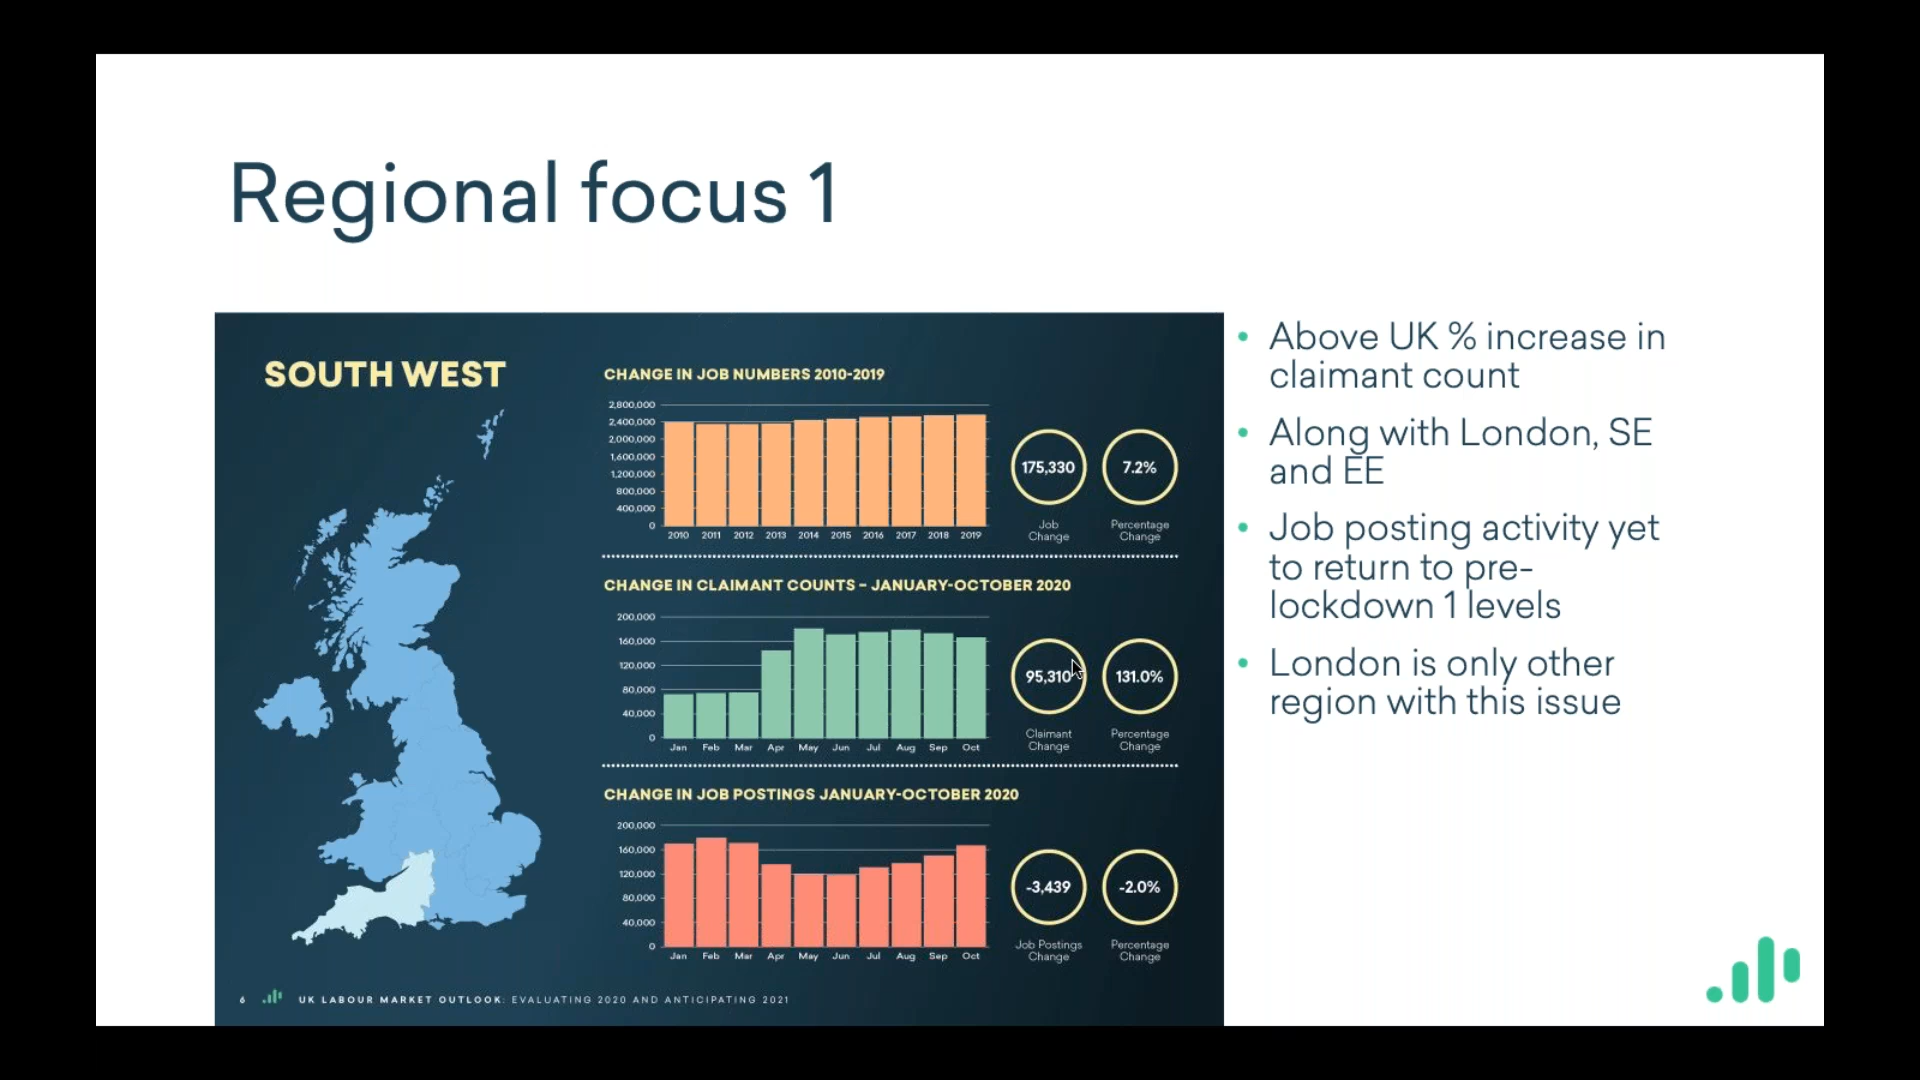 Regional focus 1
SOUTH WEST
CHANGE IN JOB NUMBERS 2010-2019
2,800,000
2,400,000
2,000,000
1,600,000
1,200,000
800,000
400,000
0
2010 2011 2012 2013 2014 2015 2016 2017 2018 2019
175,330
7.2%
Job
Change
Percentage
Change
CHANGE IN CLAIMANT COUNTS – JANUARY-OCTOBER 2020
200,000
160,000
120,000
80,000
40,000
0
Jan Feb Mar Apr May Jun Jul Aug Sep Oct
95,310
131.0%
Claimant
Change
Percentage
Change
CHANGE IN JOB POSTINGS JANUARY-OCTOBER 2020
200,000
160,000
120,000
80,000
40,000
0
Jan Feb Mar Apr May Jun Jul Aug Sep Oct
-3,439
-2.0%
Job Postings
Change
Percentage
Change
6 UK LABOUR MARKET OUTLOOK: EVALUATING 2020 AND ANTICIPATING 2021
• Above UK % increase in
claimant count
• Along with London, SE
and EE
• Job posting activity yet
to return to pre-
lockdown 1 levels
• London is only other
region with this issue